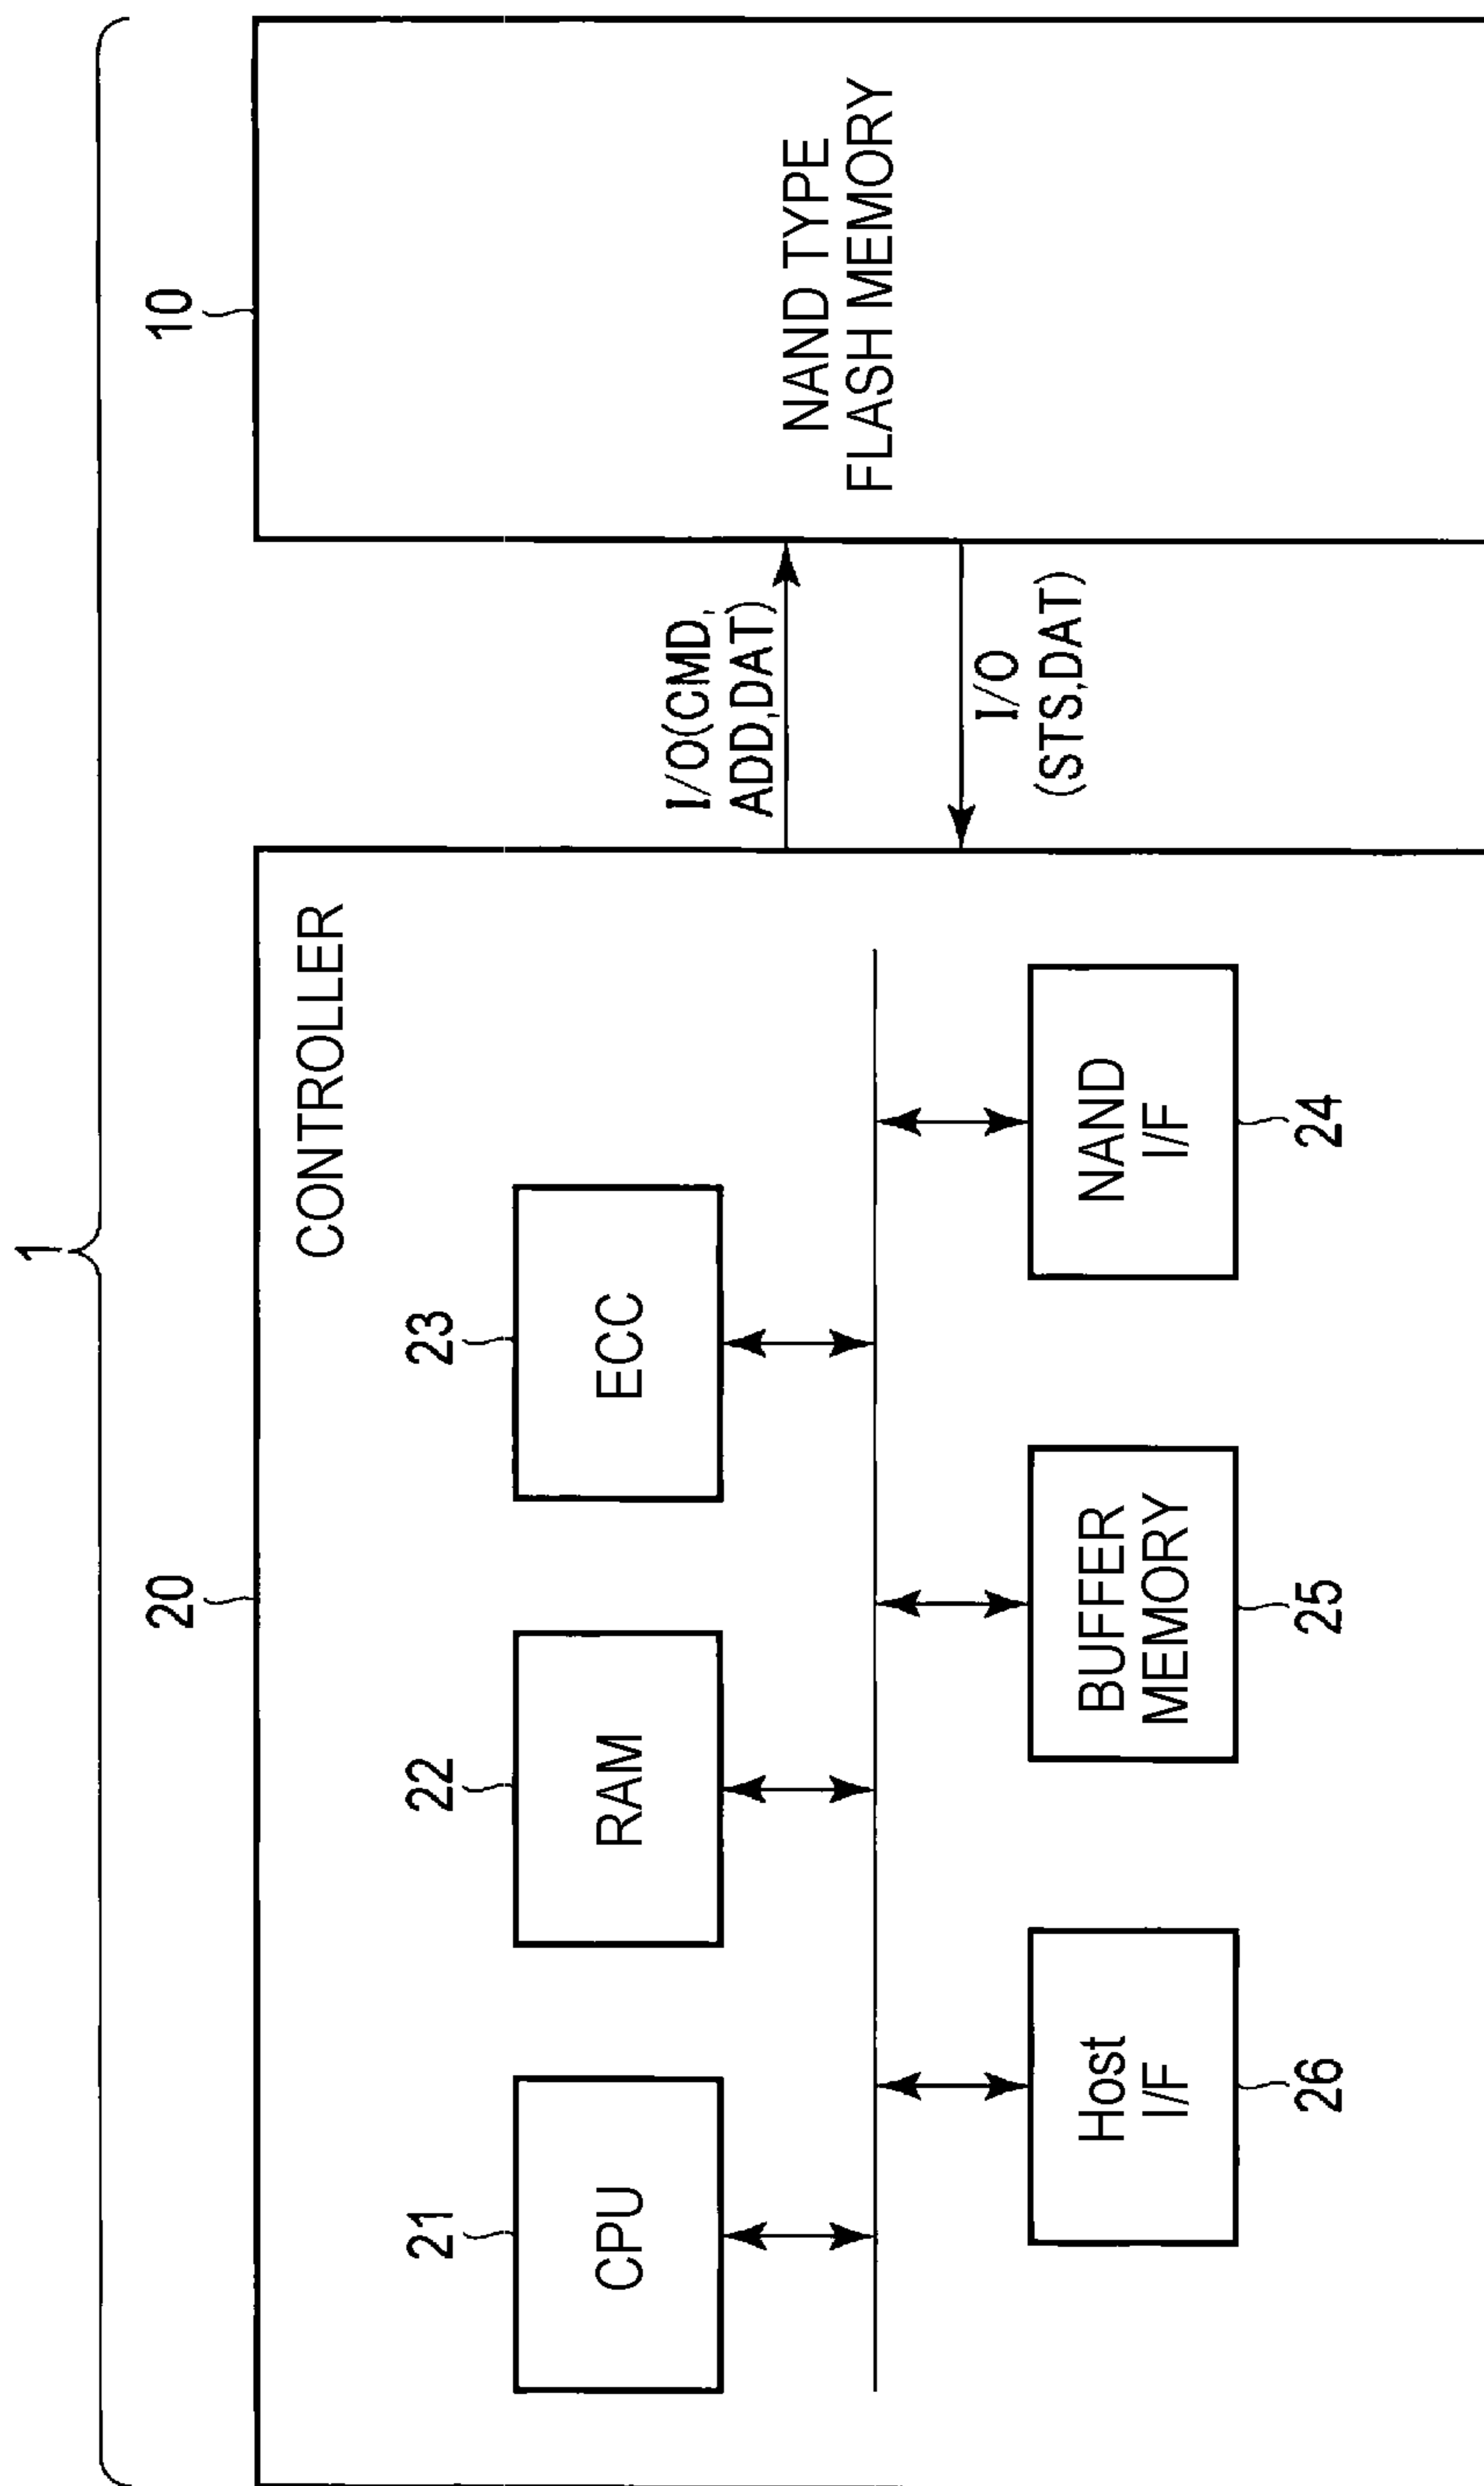 1
20
10
CONTROLLER
NAND TYPE
FLASH MEMORY
21
22
23
CPU
RAM
ECC
I/O(CMD,
ADD,DAT)
I/O
(STS,DAT)
Host
I/F
BUFFER
MEMORY
NAND
I/F
26
25
24